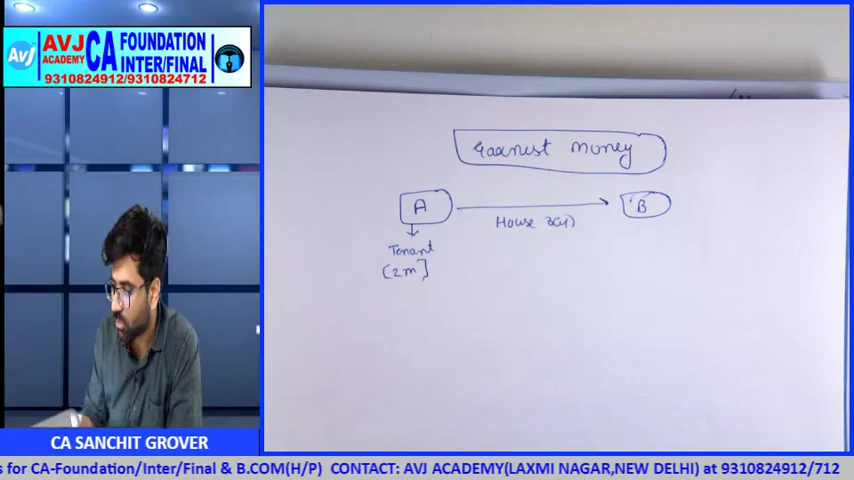 AVJ
ACADEMY
CA
FOUNDATION
INTER/FINAL
9310824912/9310824712
AVJ
Earnest money
A
B
House
Tenant
(2m]
CA SANCHIT GROVER
s for CA-Foundation/Inter/Final & B.COM(H/P) CONTACT: AVJ ACADEMY(LAXMI NAGAR,NEW DELHI) at 9310824912/712